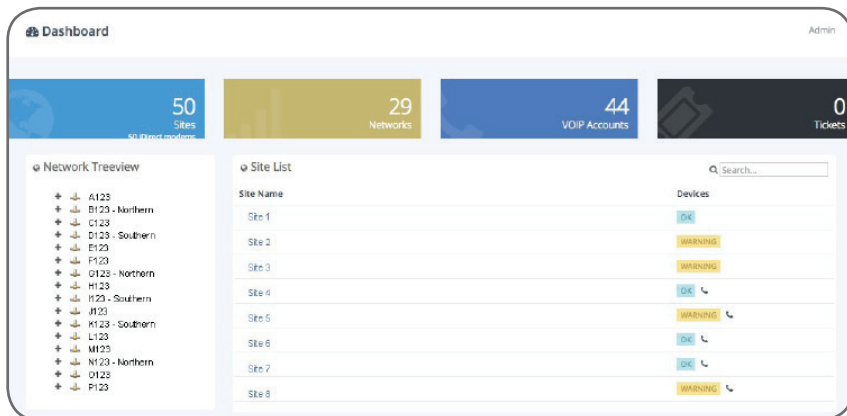 Dashboard
Admin
50
Sites
50 iDirect modems
29
Networks
44
VOIP Accounts
0
Tickets
Network Treeview
A123
B123 - Northern
C123
D123 - Southern
E123
F123
G123 - Northern
H123
I123 - Southern
J123
K123 - Southern
L123
M123
N123 - Northern
O123
P123
Site List
Search...
Site Name Devices
Site 1 OK
Site 2 WARNING
Site 3 WARNING
Site 4 OK
Site 5 WARNING
Site 6 OK
Site 7 OK
Site 8 WARNING